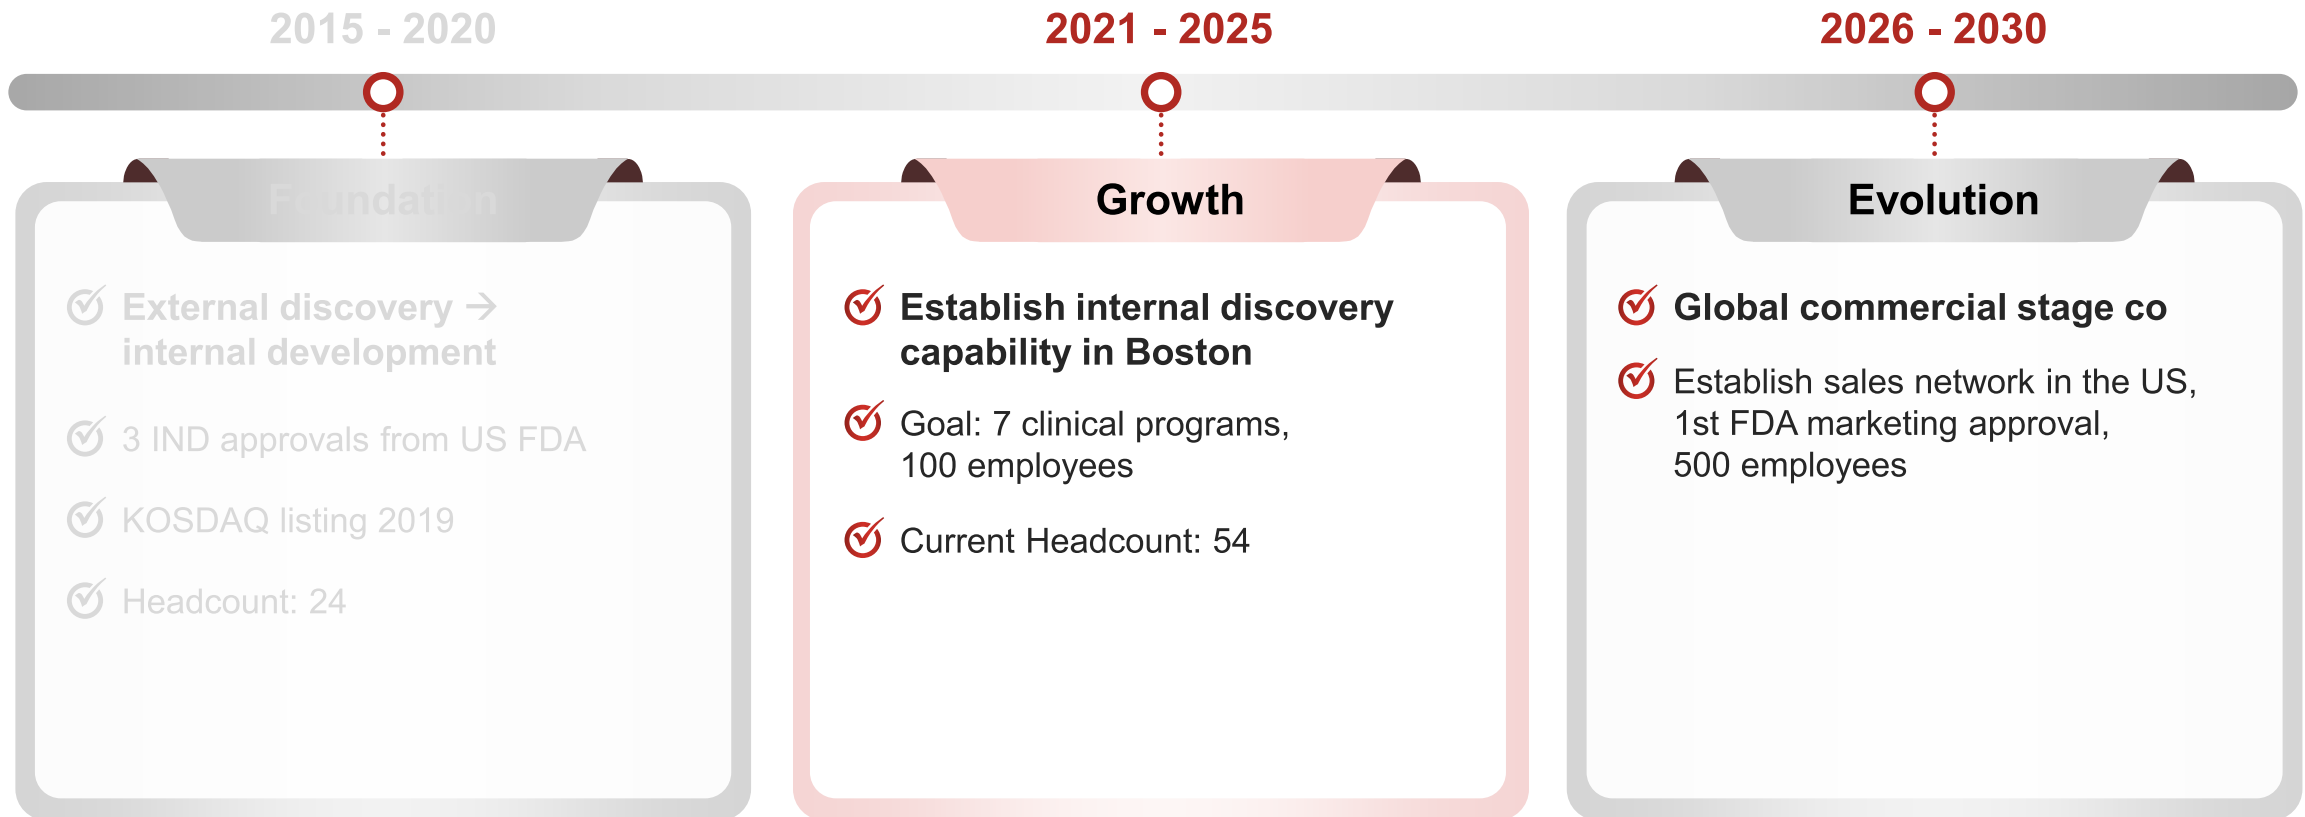 2015 - 2020
2021 - 2025
2026 - 2030
Foundation
External discovery →
internal development
3 IND approvals from US FDA
KOSDAQ listing 2019
Headcount: 24
Growth
Establish internal discovery
capability in Boston
Goal: 7 clinical programs,
100 employees
Current Headcount: 54
Evolution
Global commercial stage co
Establish sales network in the US,
1st FDA marketing approval,
500 employees